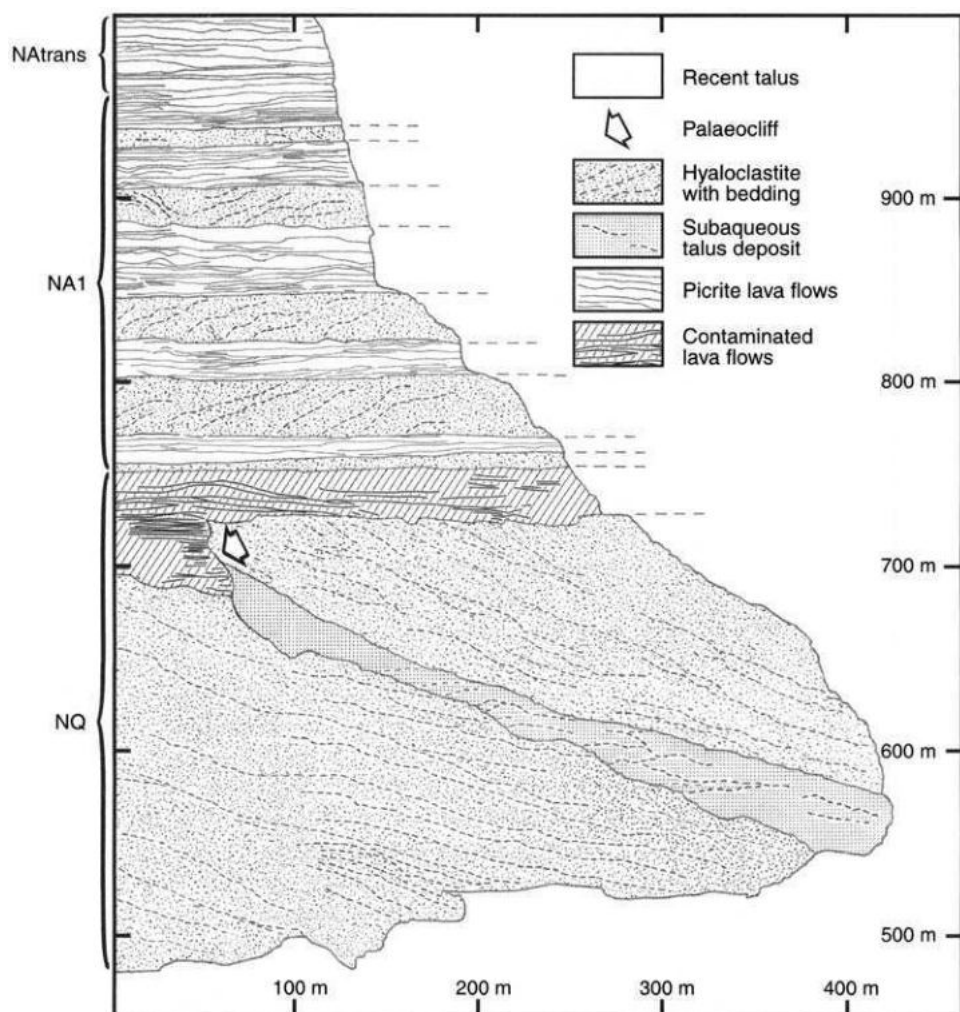 NAtrans
NA1
NQ
Recent talus
Palaeocliff
Hyaloclastite
with bedding
Subaqueous
talus deposit
Picrite lava flows
Contaminated
lava flows
900 m
800 m
700 m
600 m
500 m
100 m
200 m
300 m
400 m